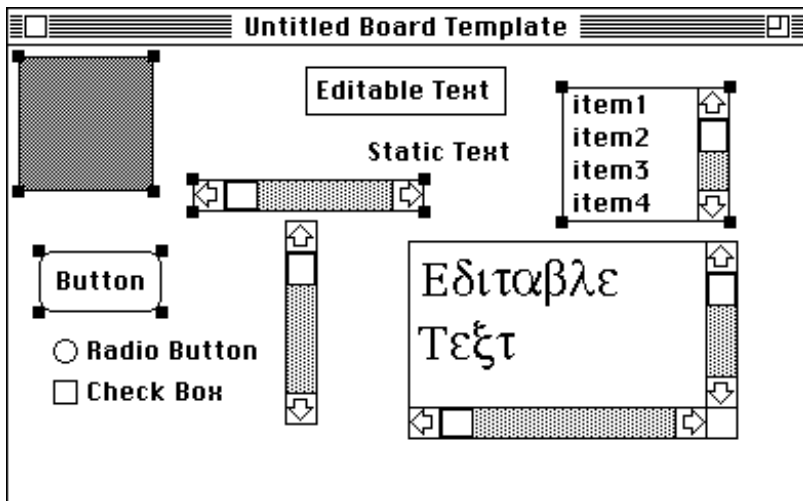 Untitled Board Template
Editable Text
item1
item2
item3
item4
Static Text
Button
Radio Button
Check Box
Εδιταβλε
Τεξτ